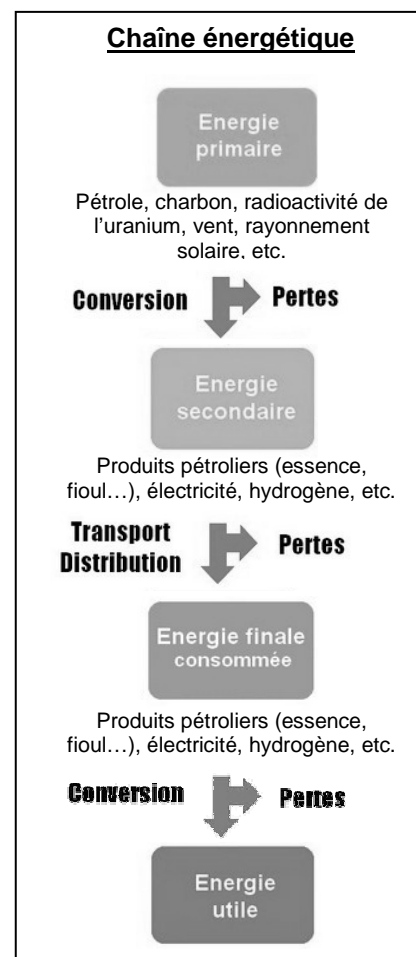 Chaîne énergétique
Energie
primaire
Pétrole, charbon, radioactivité de
l'uranium, vent, rayonnement
solaire, etc.
Conversion Pertes
Energie
secondaire
Produits pétroliers (essence,
fioul…), électricité, hydrogène, etc.
Transport
Distribution Pertes
Energie finale
consommée
Produits pétroliers (essence,
fioul…), électricité, hydrogène, etc.
Conversion Pertes
Energie
utile